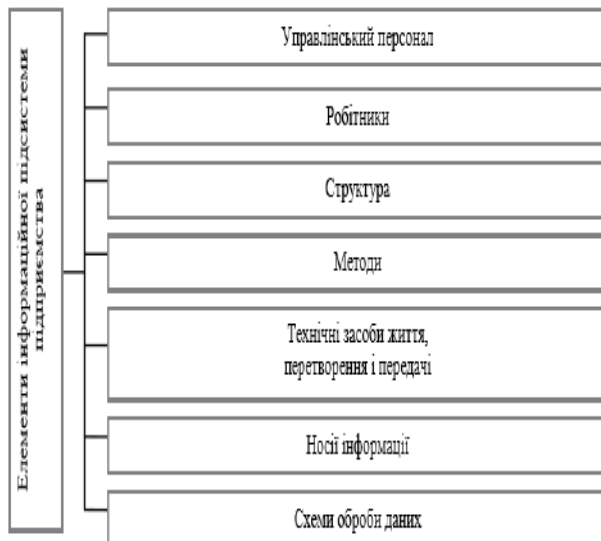 Елементи інформаційної підсистеми
підприємства
Управлінський персонал
Робітники
Структура
Методи
Технічні засоби життя,
перетворення і передачі
Носії інформації
Схеми оброби даних